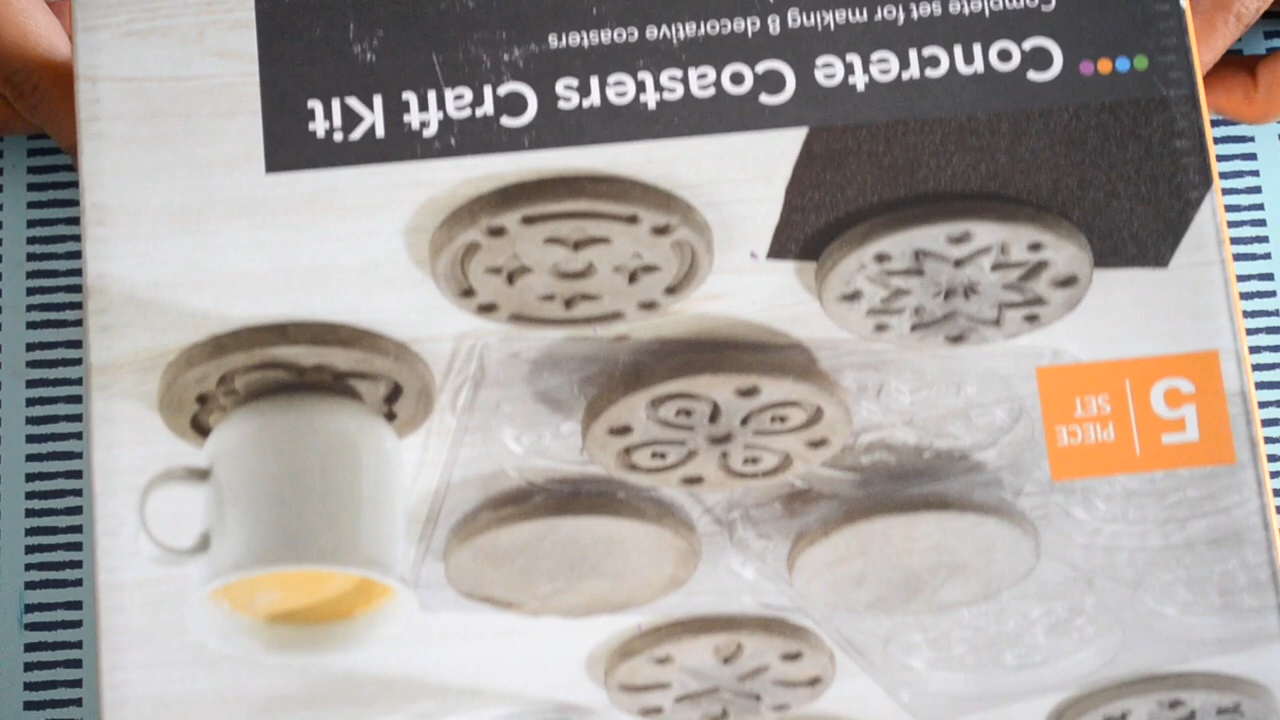 Concrete Coasters Craft Kit
Complete set for making 8 decorative coasters
5 PIECE
SET